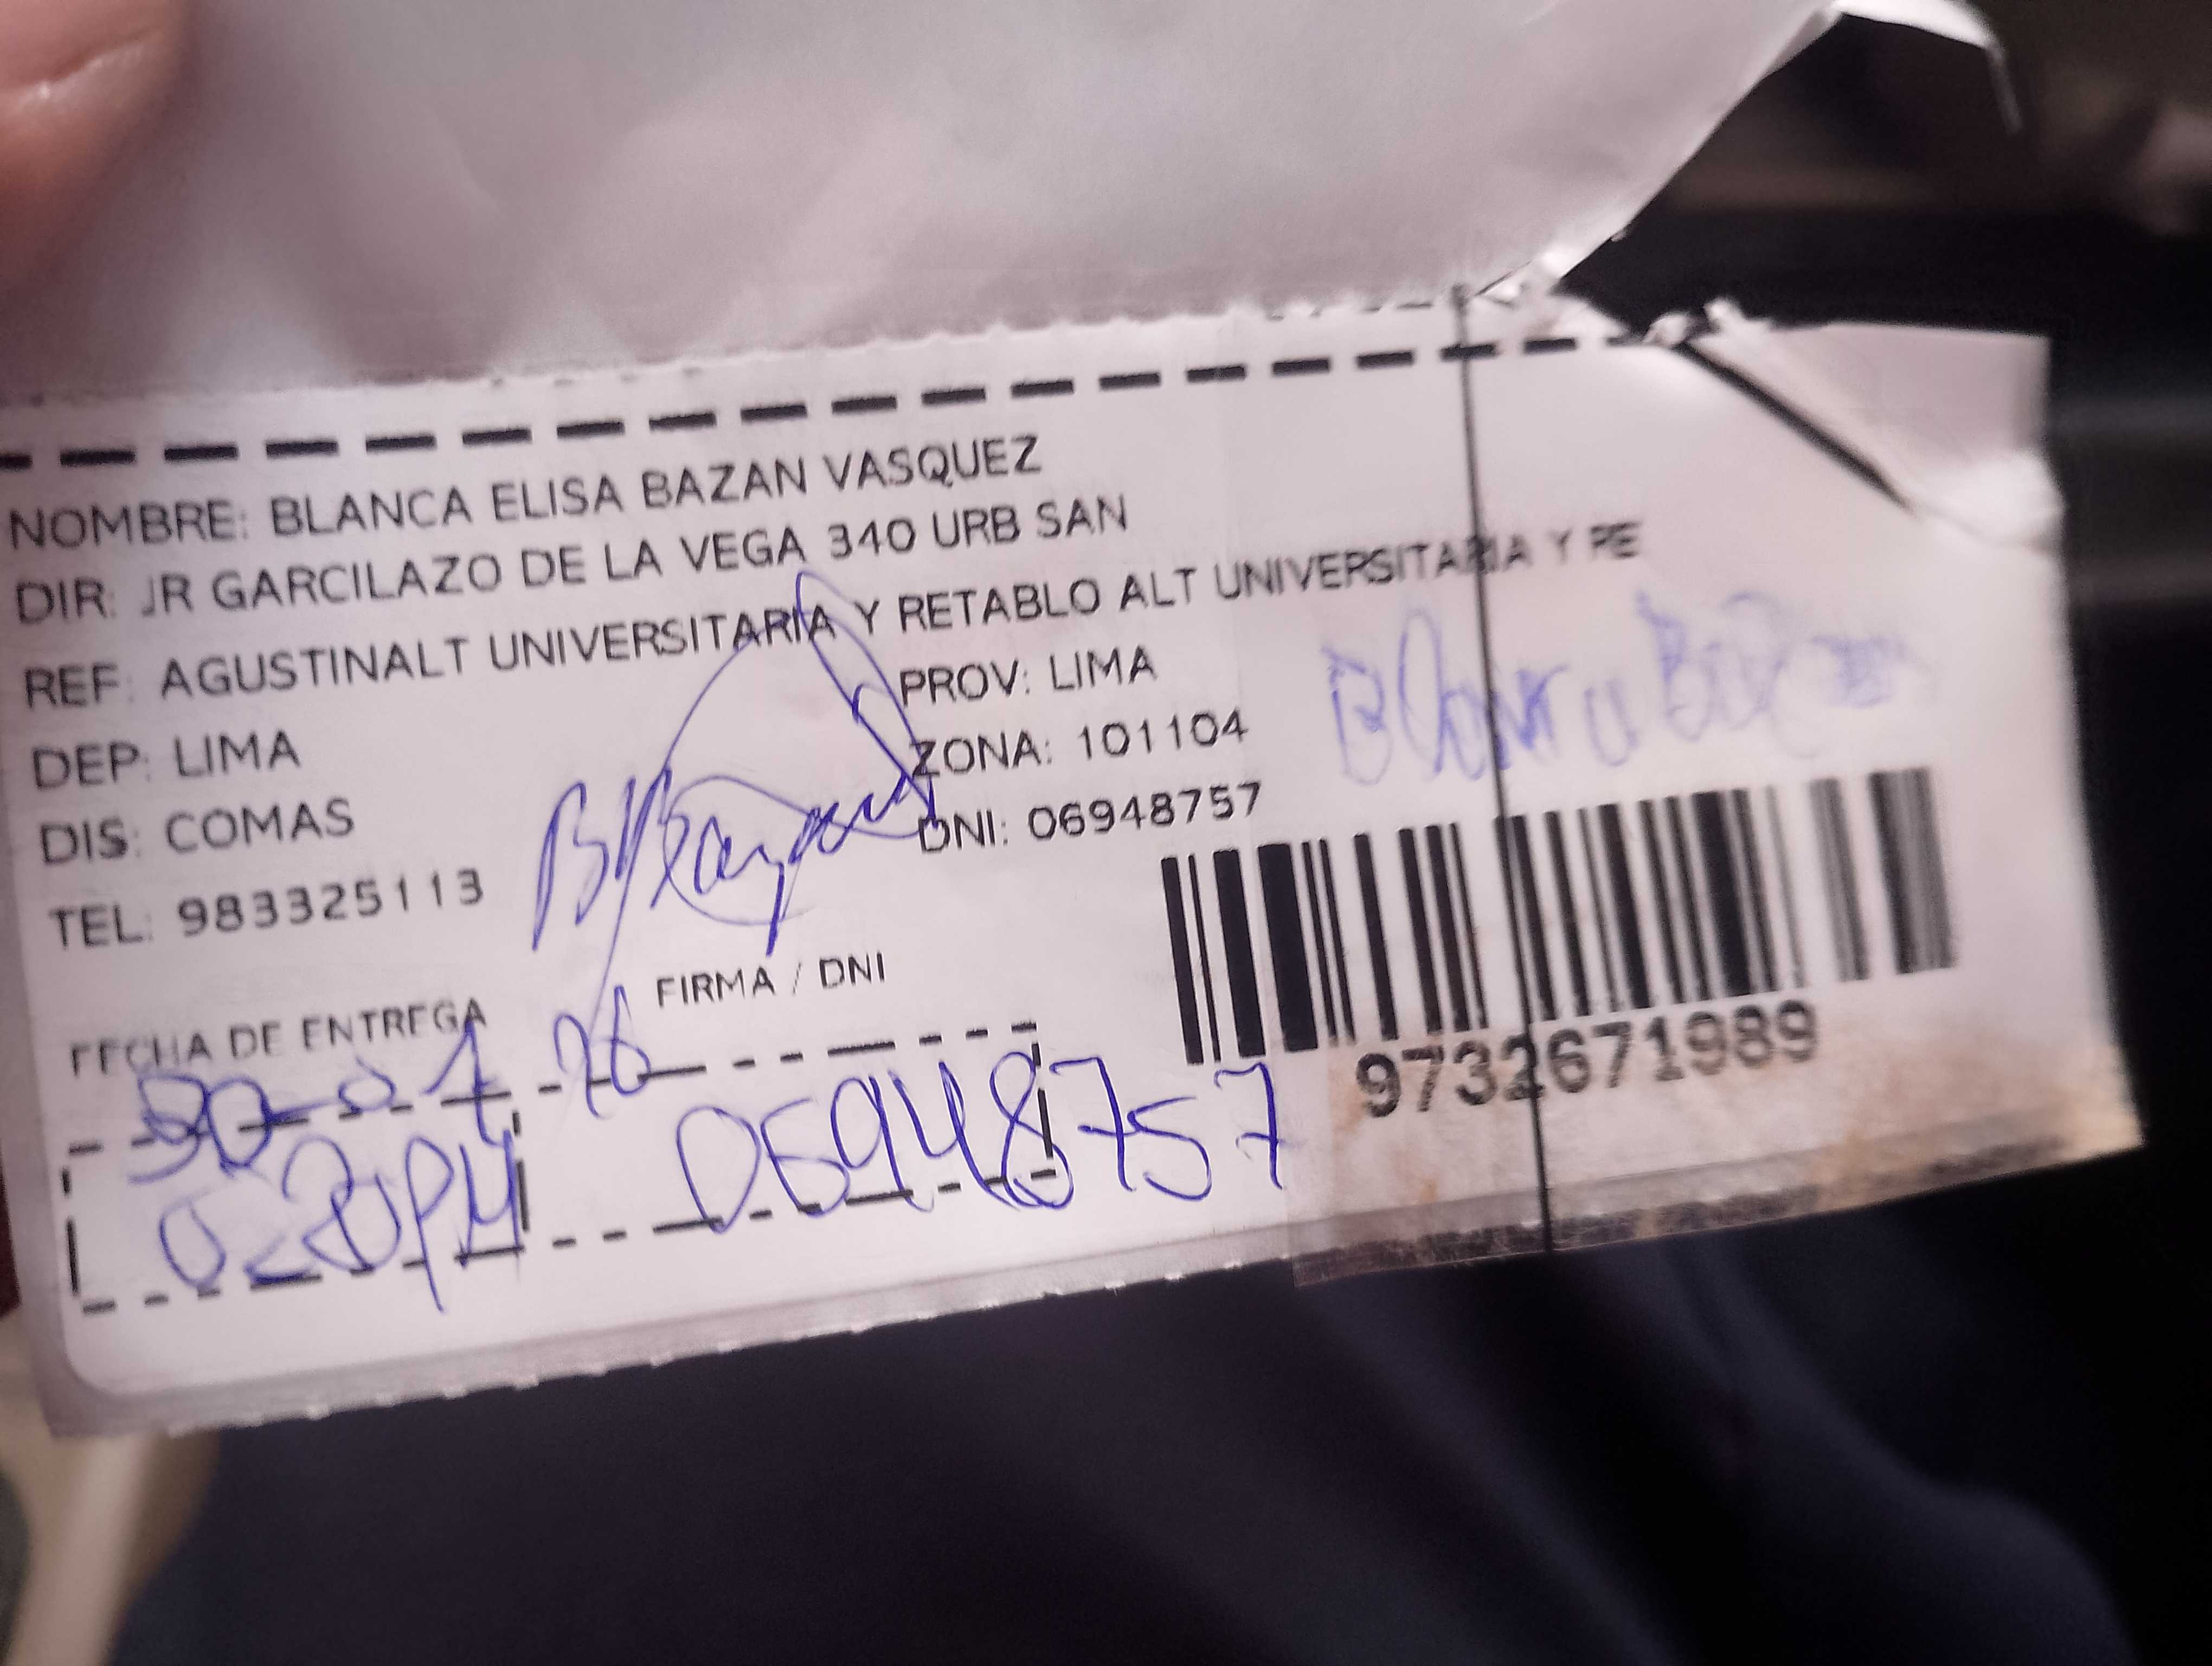 NOMBRE: BLANCA ELISA BAZAN VASQUEZ
DIR: JR GARCILAZO DE LA VEGA 340 URB SAN
REF: AGUSTINALT UNIVERSITARIA Y RETABLO ALT UNIVERSITARIA Y RE
DEP: LIMA PROV: LIMA
DIS: COMAS ZONA: 101104
TEL: 983325113 DNI: 06948757
FECHA DE ENTREGA FIRMA / DNI
06948757
9732671989